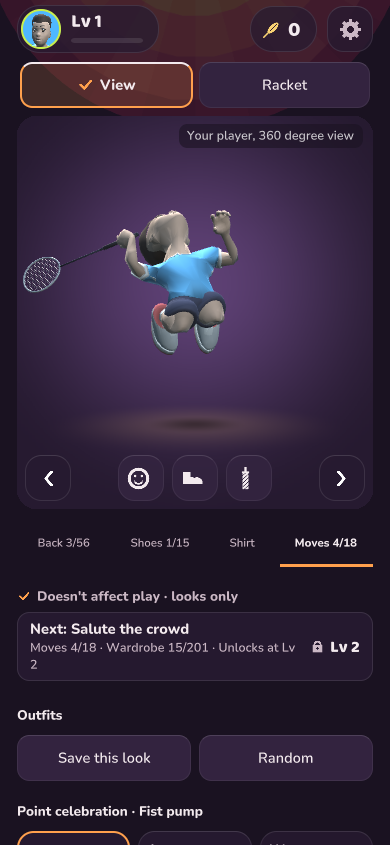 Lv 1
0
View
Racket
Your player, 360 degree view
Back 3/56
Shoes 1/15
Shirt
Moves 4/18
Doesn't affect play · looks only
Next: Salute the crowd
Moves 4/18 · Wardrobe 15/201 · Unlocks at Lv
2
Lv 2
Outfits
Save this look
Random
Point celebration · Fist pump